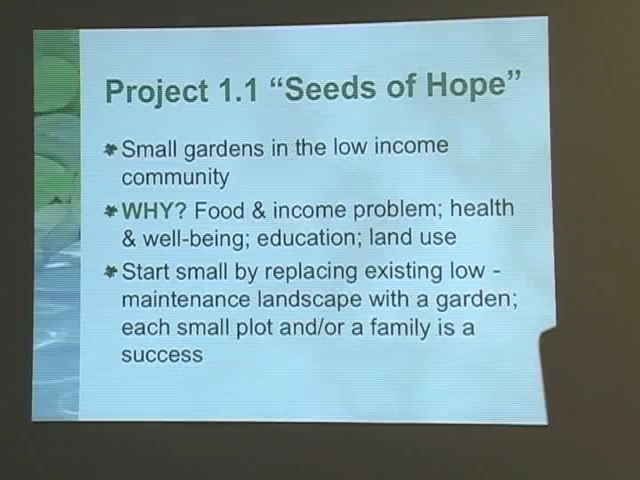 Project 1.1 “Seeds of Hope”
Small gardens in the low income
community
WHY? Food & income problem; health
& well-being; education; land use
Start small by replacing existing low -
maintenance landscape with a garden;
each small plot and/or a family is a
success